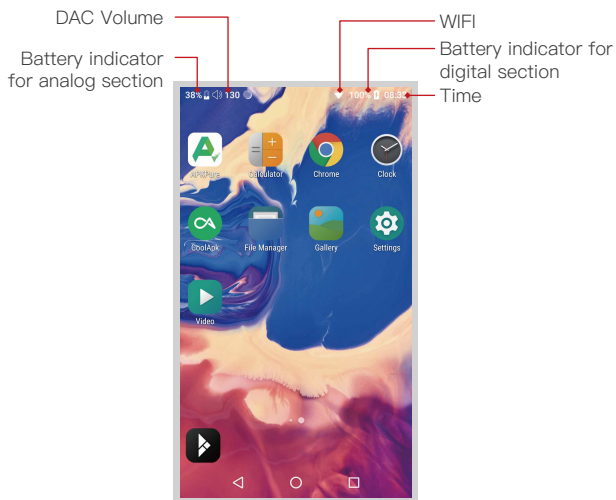 DAC Volume
WIFI
Battery indicator
for analog section
Battery indicator for
digital section
Time
38% 130 100% 08:32
APKPure Calculator Chrome Clock
CoolApk File Manager Gallery Settings
Video